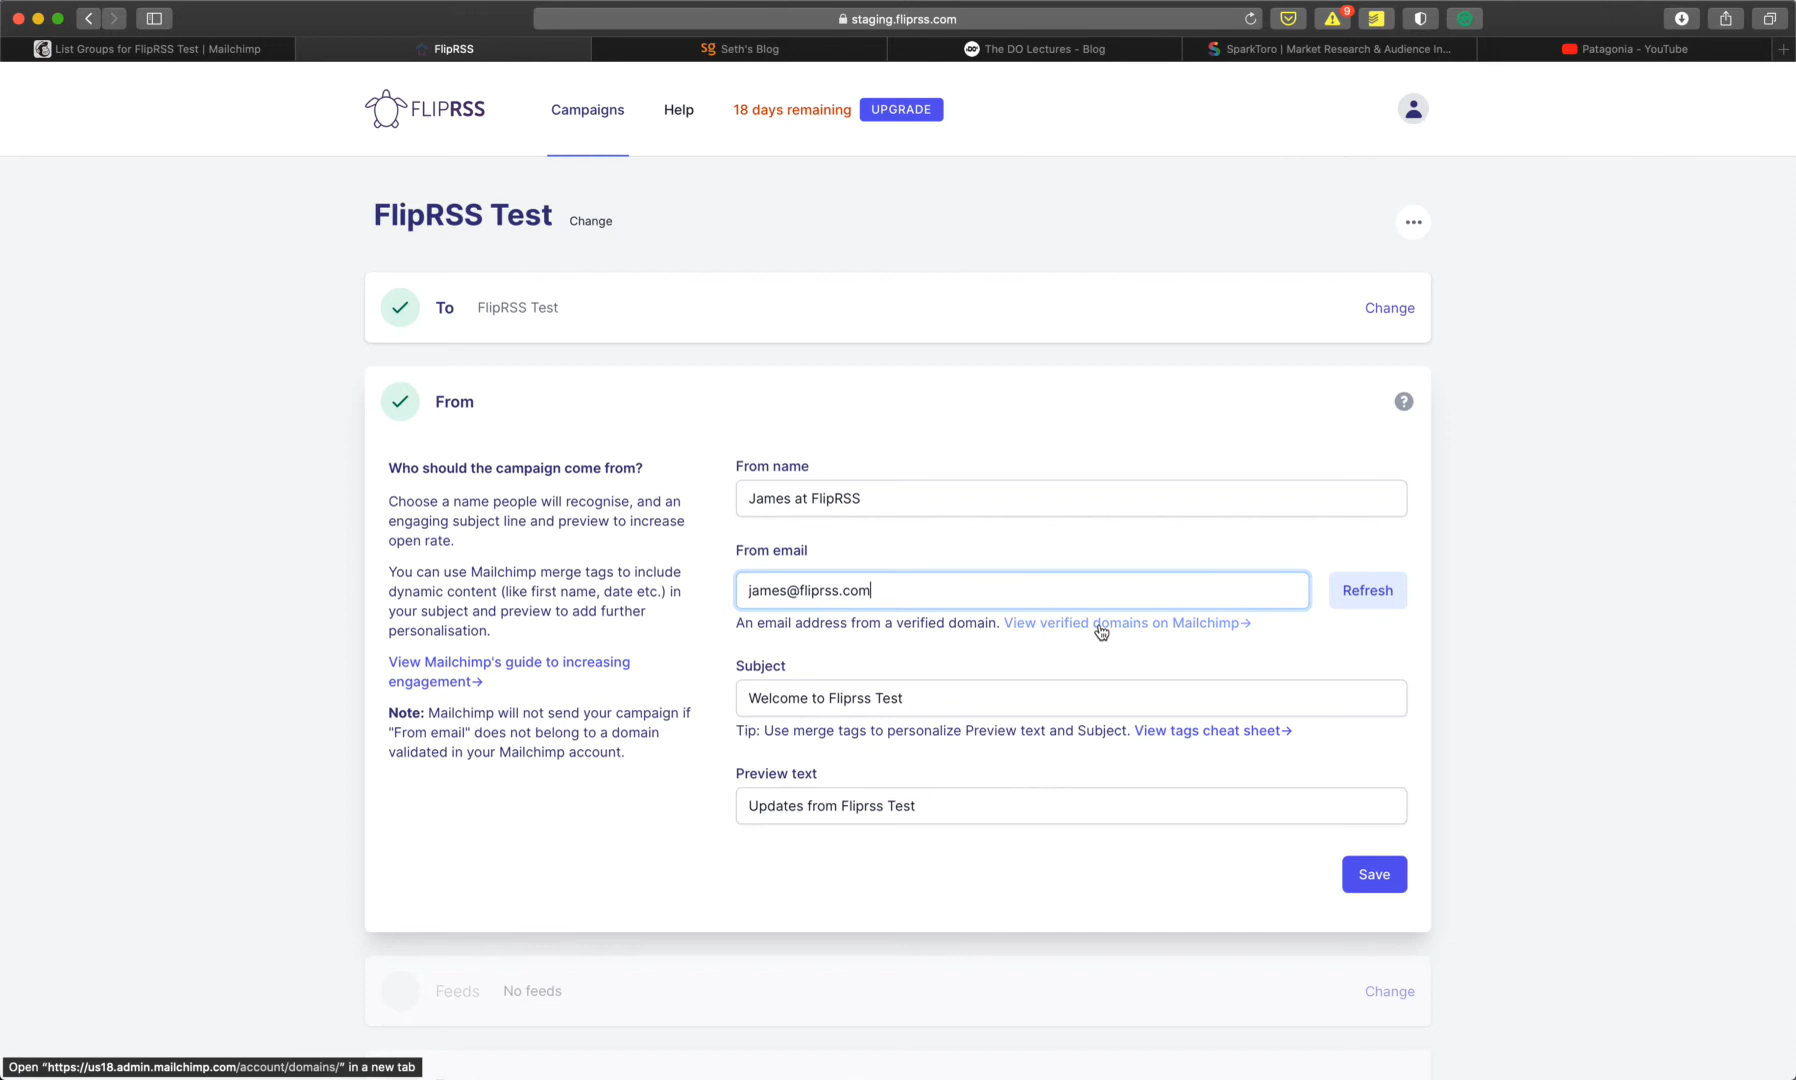 staging.fliprss.com
9
List Groups for FlipRSS Test | Mailchimp
FlipRSS
Seth's Blog
The DO Lectures - Blog
SparkToro | Market Research & Audience In...
Patagonia - YouTube
FLIPRSS
Campaigns
Help
18 days remaining
UPGRADE
FlipRSS Test
Change
To
FlipRSS Test
Change
From
?
Who should the campaign come from?
Choose a name people will recognise, and an
engaging subject line and preview to increase
open rate.
You can use Mailchimp merge tags to include
dynamic content (like first name, date etc.) in
your subject and preview to add further
personalisation.
View Mailchimp's guide to increasing
engagement→
Note: Mailchimp will not send your campaign if
"From email" does not belong to a domain
validated in your Mailchimp account.
From name
James at FlipRSS
From email
james@fliprss.com
Refresh
An email address from a verified domain. View verified domains on Mailchimp→
Subject
Welcome to Fliprss Test
Tip: Use merge tags to personalize Preview text and Subject. View tags cheat sheet→
Preview text
Updates from Fliprss Test
Save
Feeds
No feeds
Change
Open "https://us18.admin.mailchimp.com/account/domains/" in a new tab